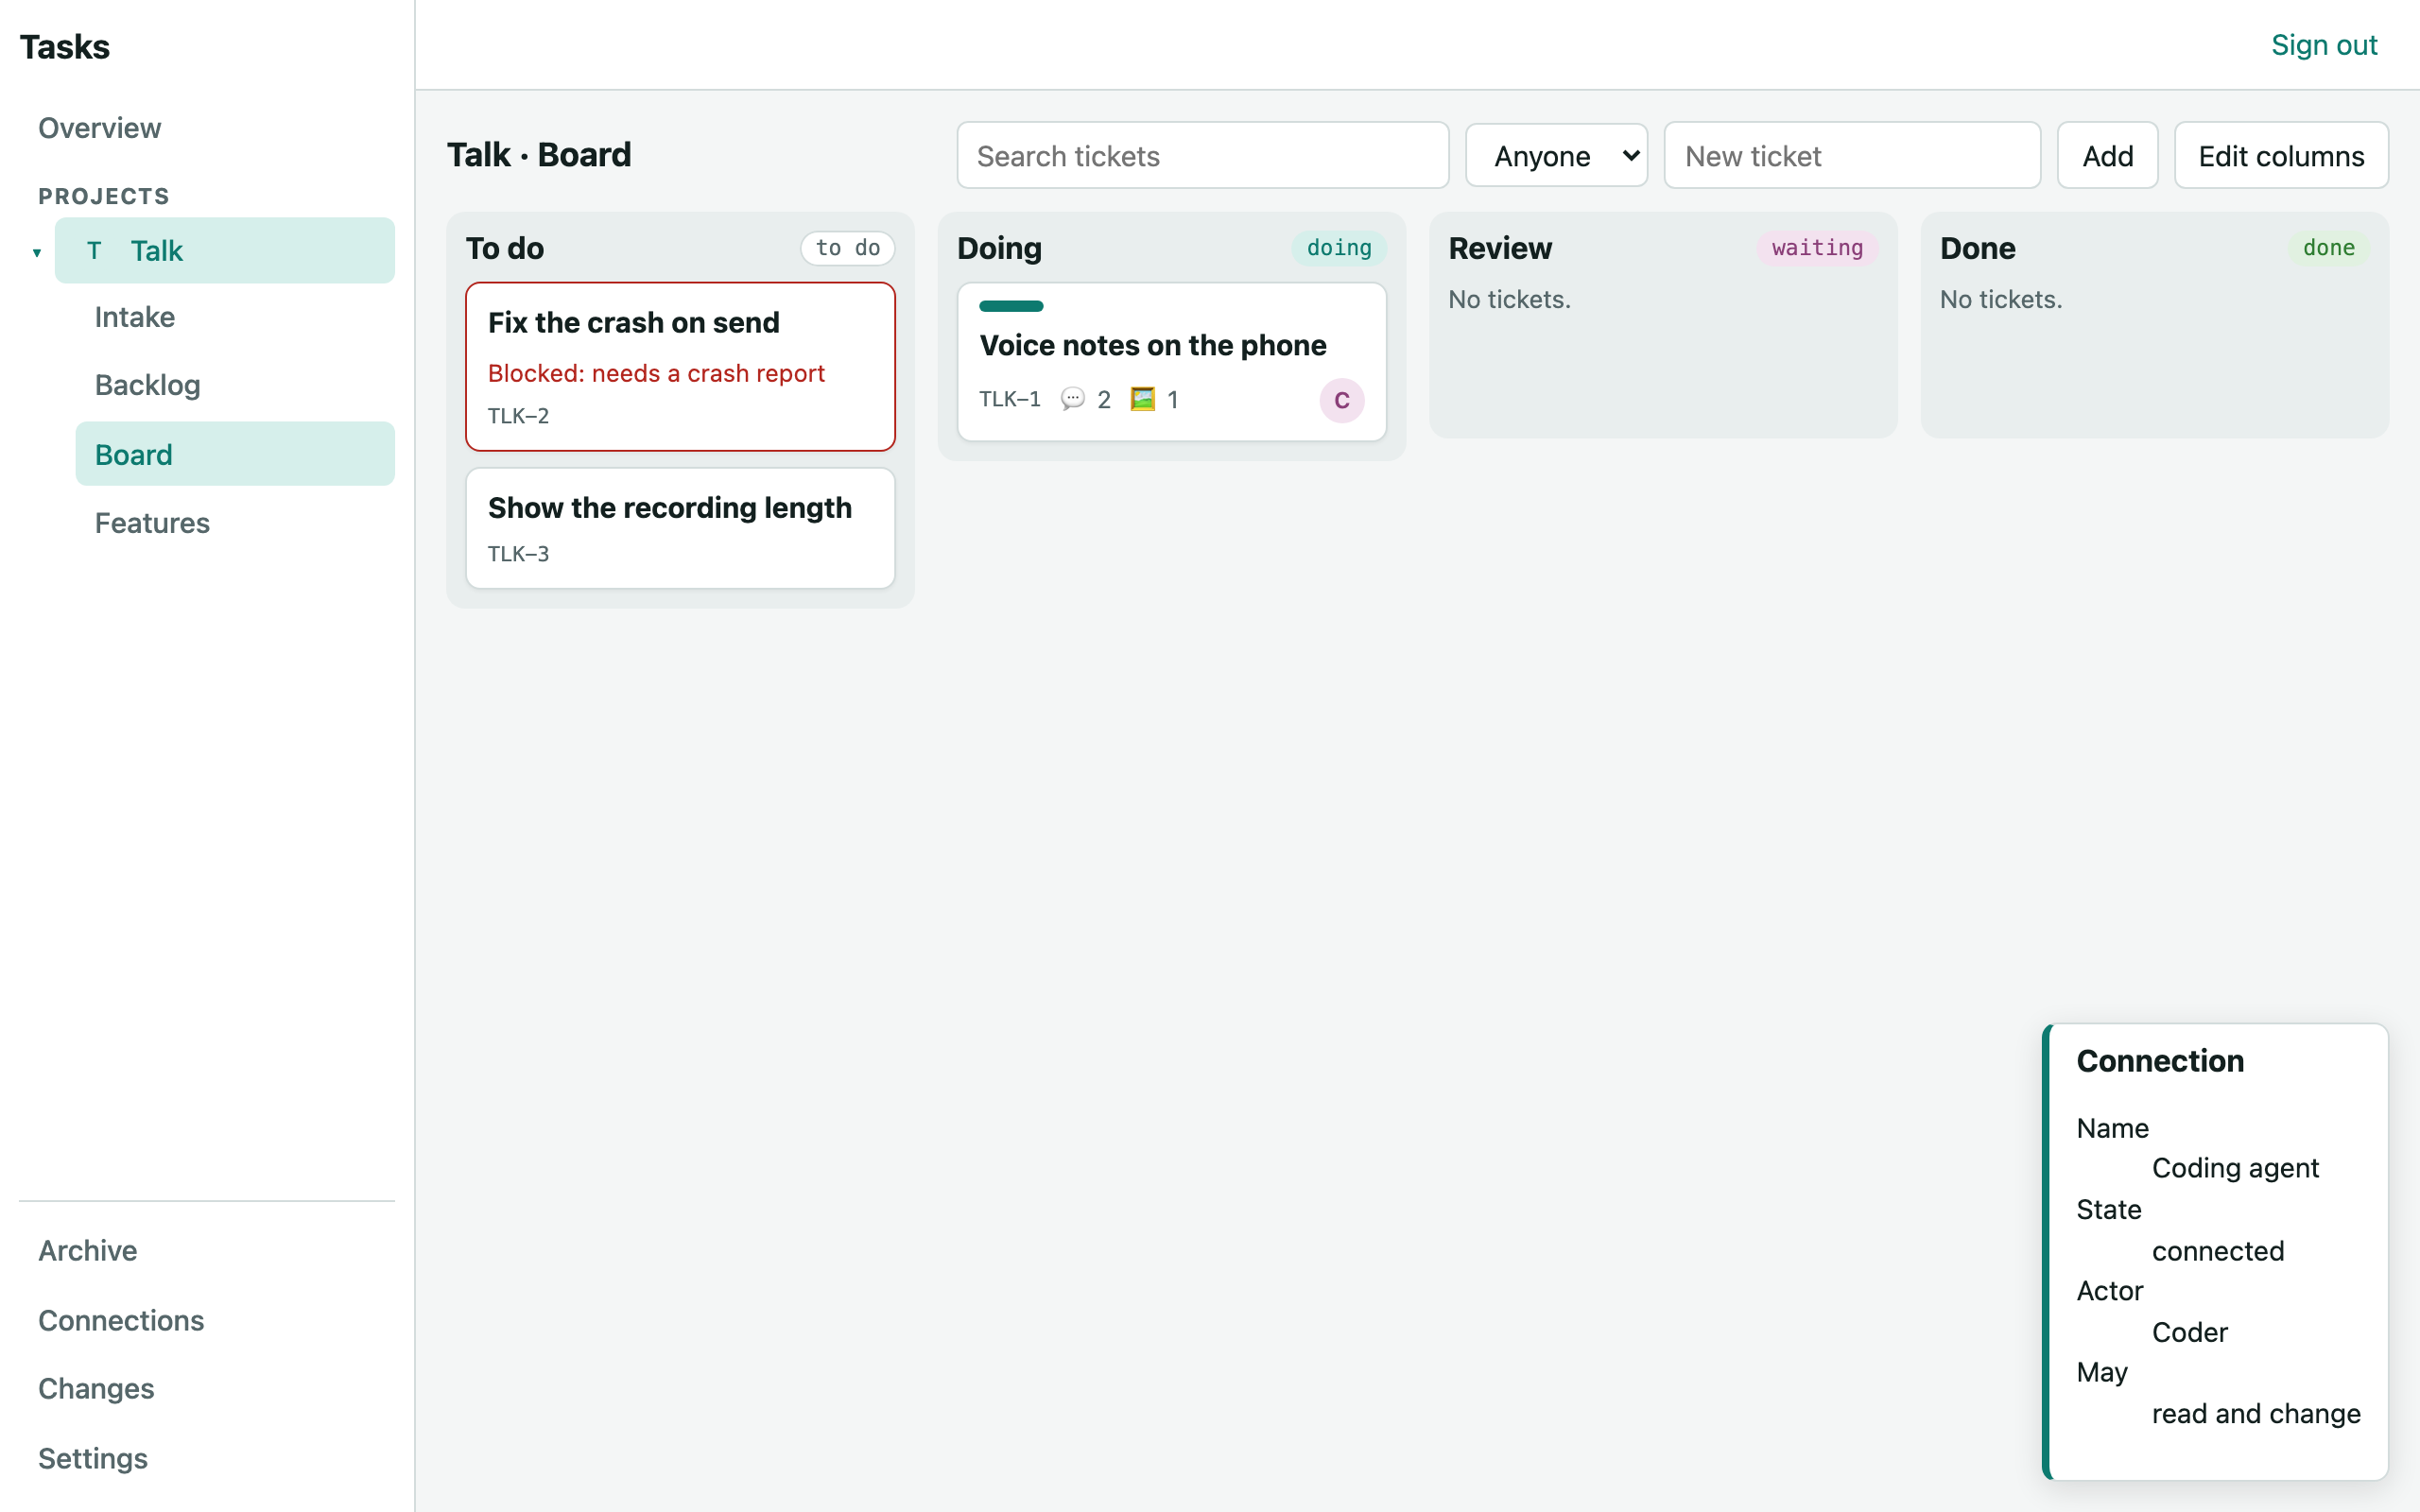 Tasks
Sign out
Overview
PROJECTS
T Talk
Intake
Backlog
Board
Features
Archive
Connections
Changes
Settings
Talk · Board
Search tickets
Anyone
New ticket
Add
Edit columns
To do
to do
Fix the crash on send
Blocked: needs a crash report
TLK-2
Show the recording length
TLK-3
Doing
doing
Voice notes on the phone
TLK-1 2 1
C
Review
waiting
No tickets.
Done
done
No tickets.
Connection
Name
Coding agent
State
connected
Actor
Coder
May
read and change